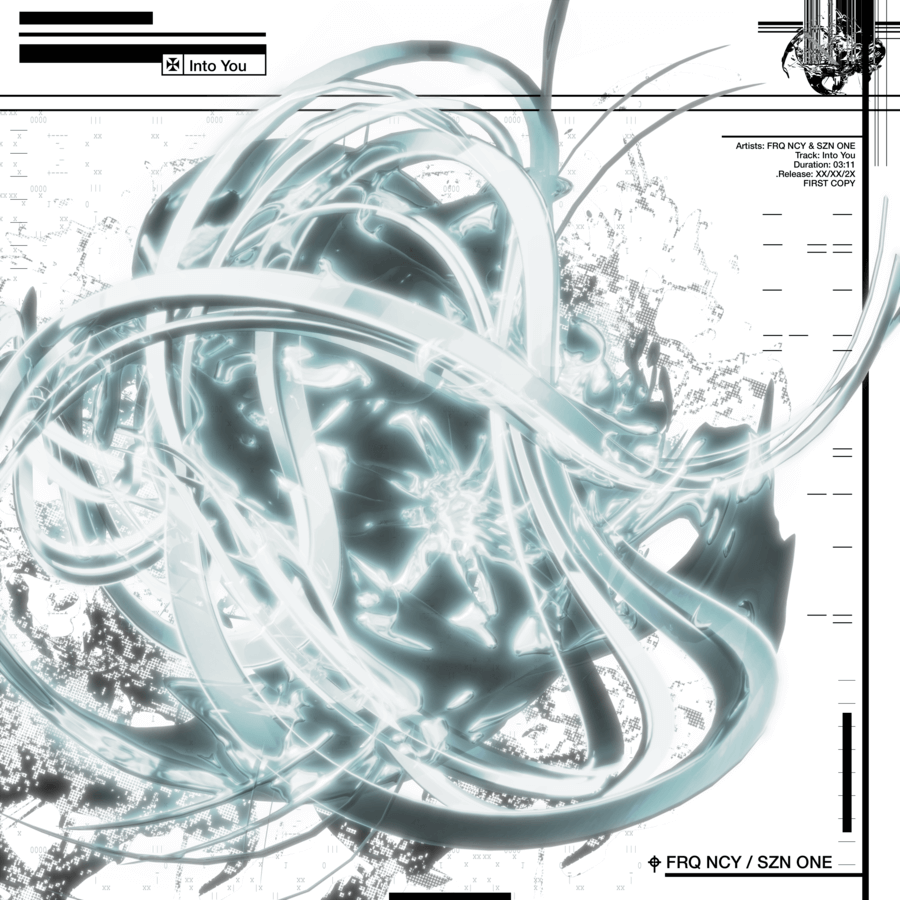 Into You
Artists: FRQ NCY & SZN ONE
Track: Into You
Duration: 03:11
.Release: XX/XX/2X
FIRST COPY
FRQ NCY / SZN ONE